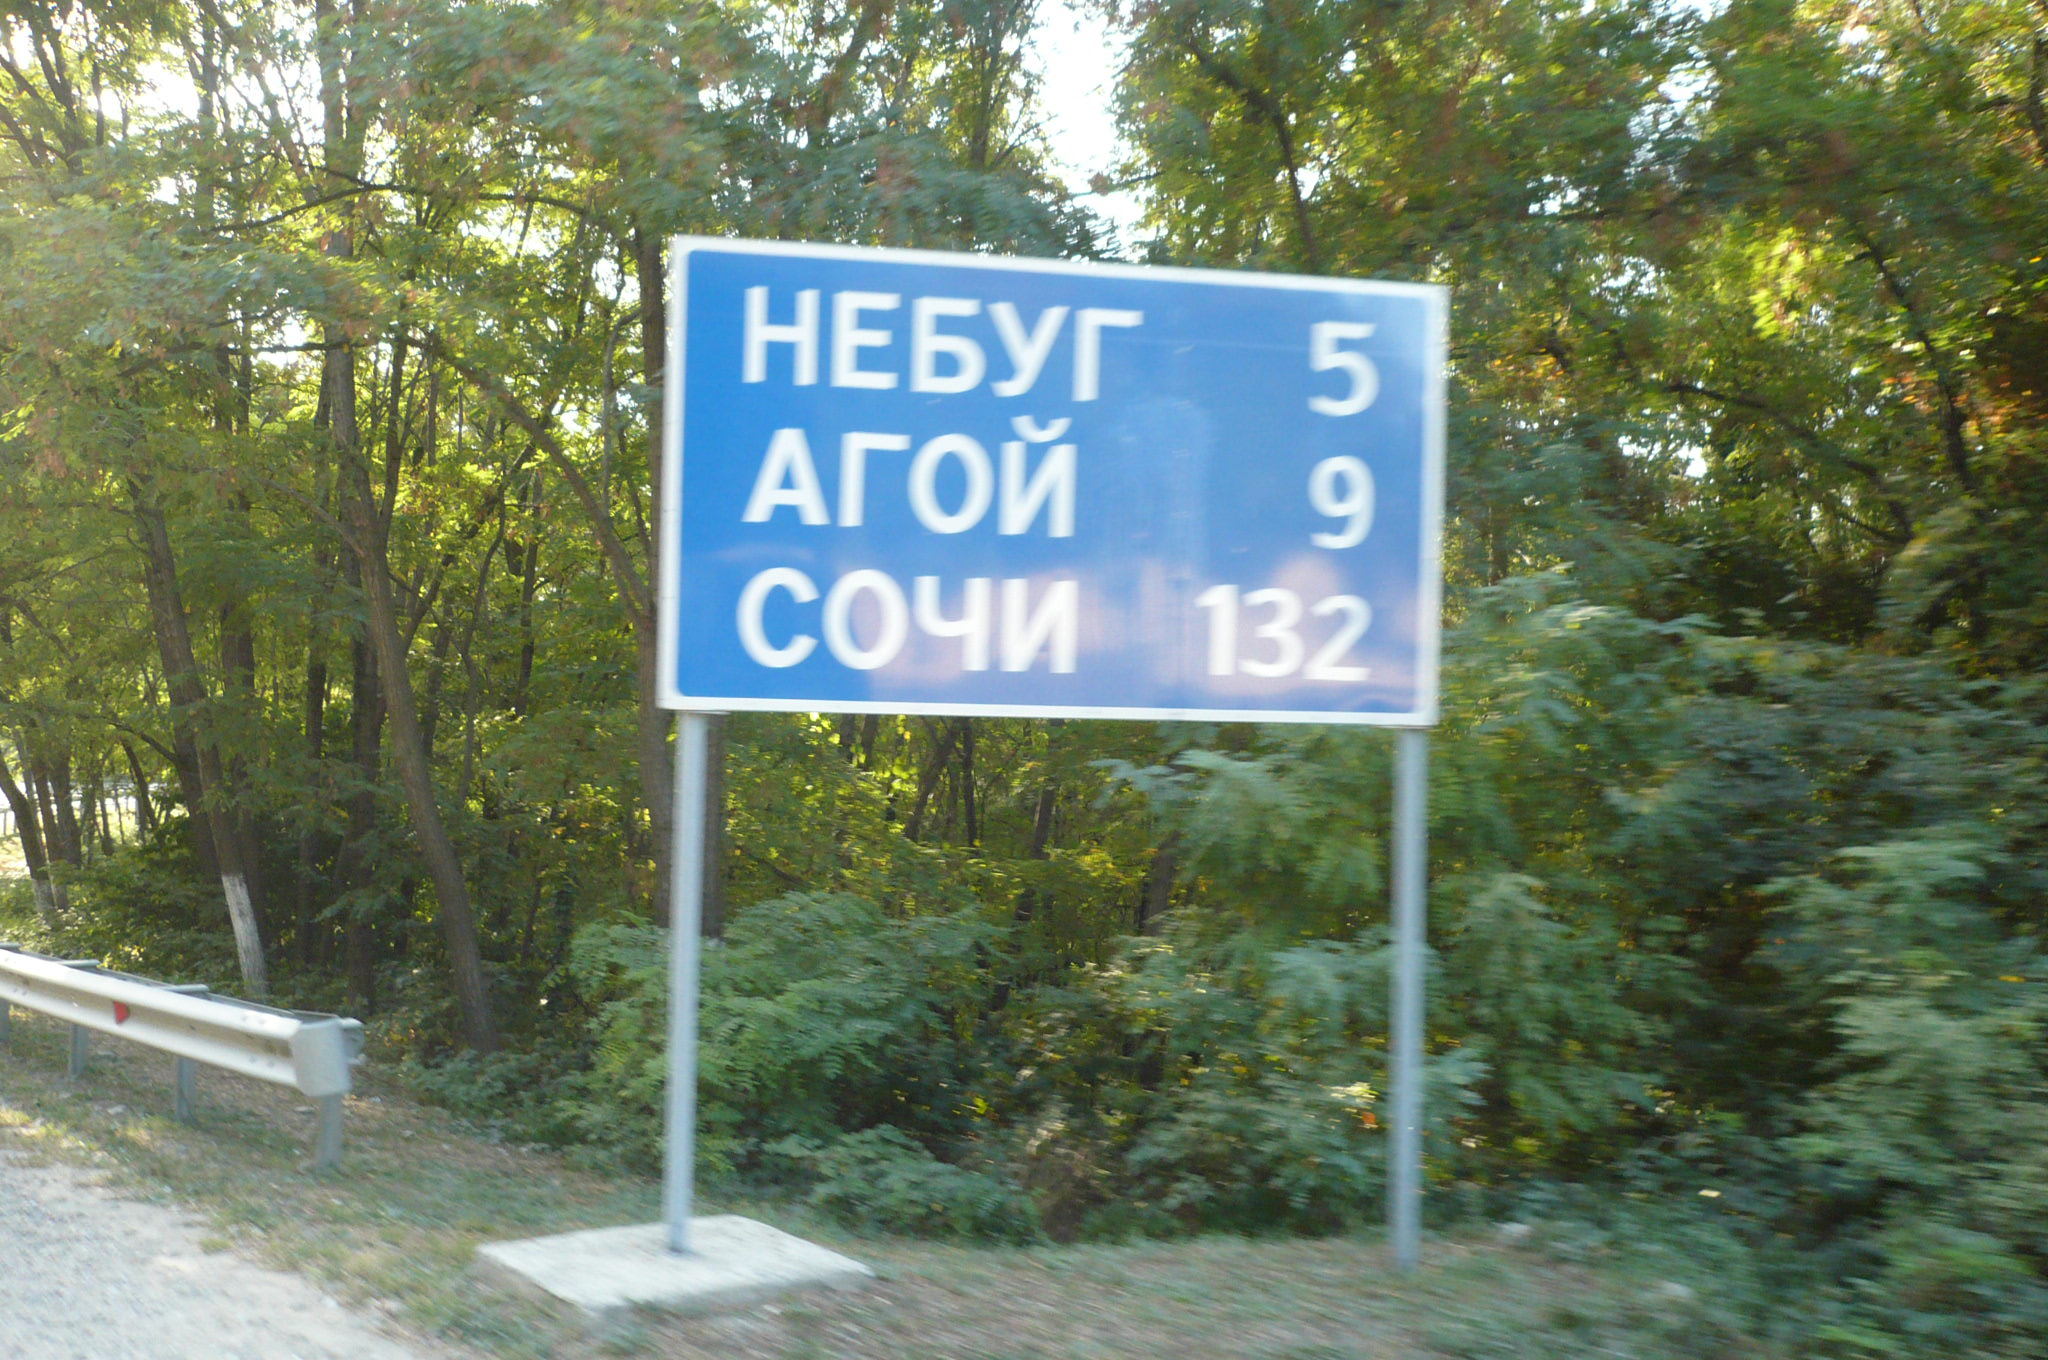 НЕБУГ 5
АГОЙ 9
СОЧИ 132